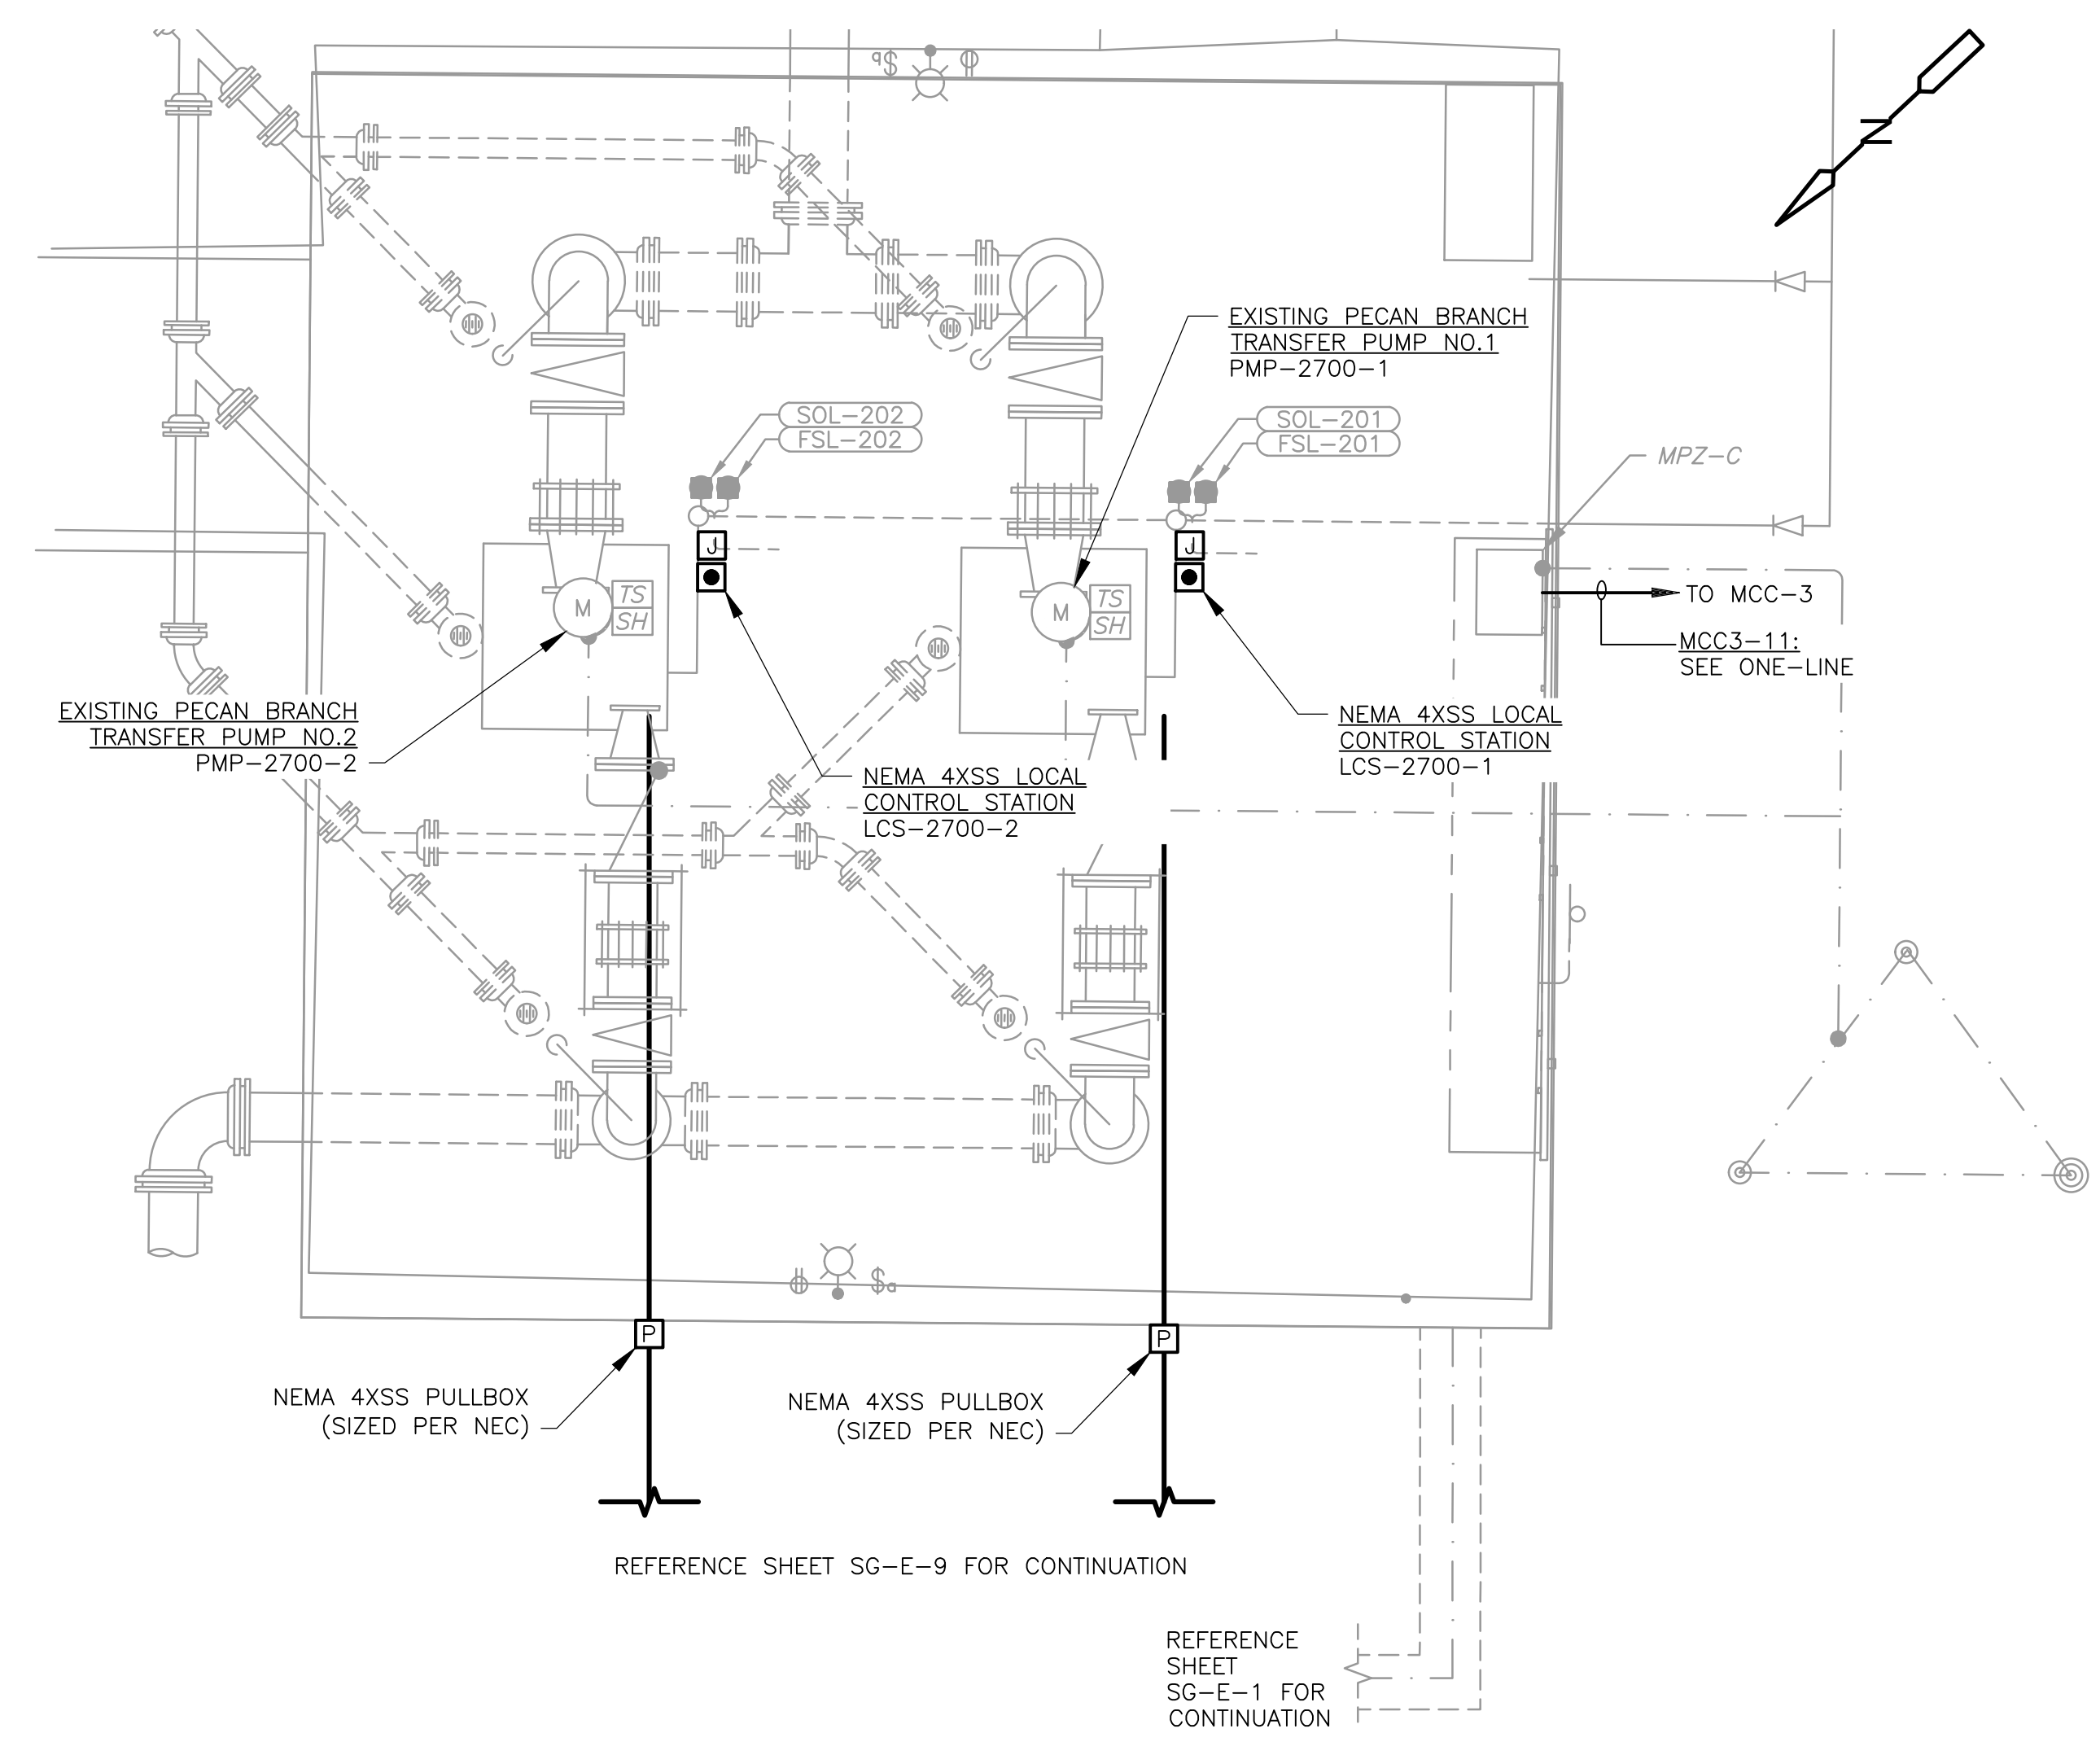 N
EXISTING PECAN BRANCH
TRANSFER PUMP NO.1
PMP-2700-1
SOL-202
FSL-202
SOL-201
FSL-201
MPZ-C
J
J
TO MCC-3
MCC3-11:
SEE ONE-LINE
M
TS
SH
M
TS
SH
EXISTING PECAN BRANCH
TRANSFER PUMP NO.2
PMP-2700-2
NEMA 4XSS LOCAL
CONTROL STATION
LCS-2700-1
NEMA 4XSS LOCAL
CONTROL STATION
LCS-2700-2
$a
P
P
NEMA 4XSS PULLBOX
(SIZED PER NEC)
NEMA 4XSS PULLBOX
(SIZED PER NEC)
REFERENCE SHEET SG-E-9 FOR CONTINUATION
REFERENCE
SHEET
SG-E-1 FOR
CONTINUATION